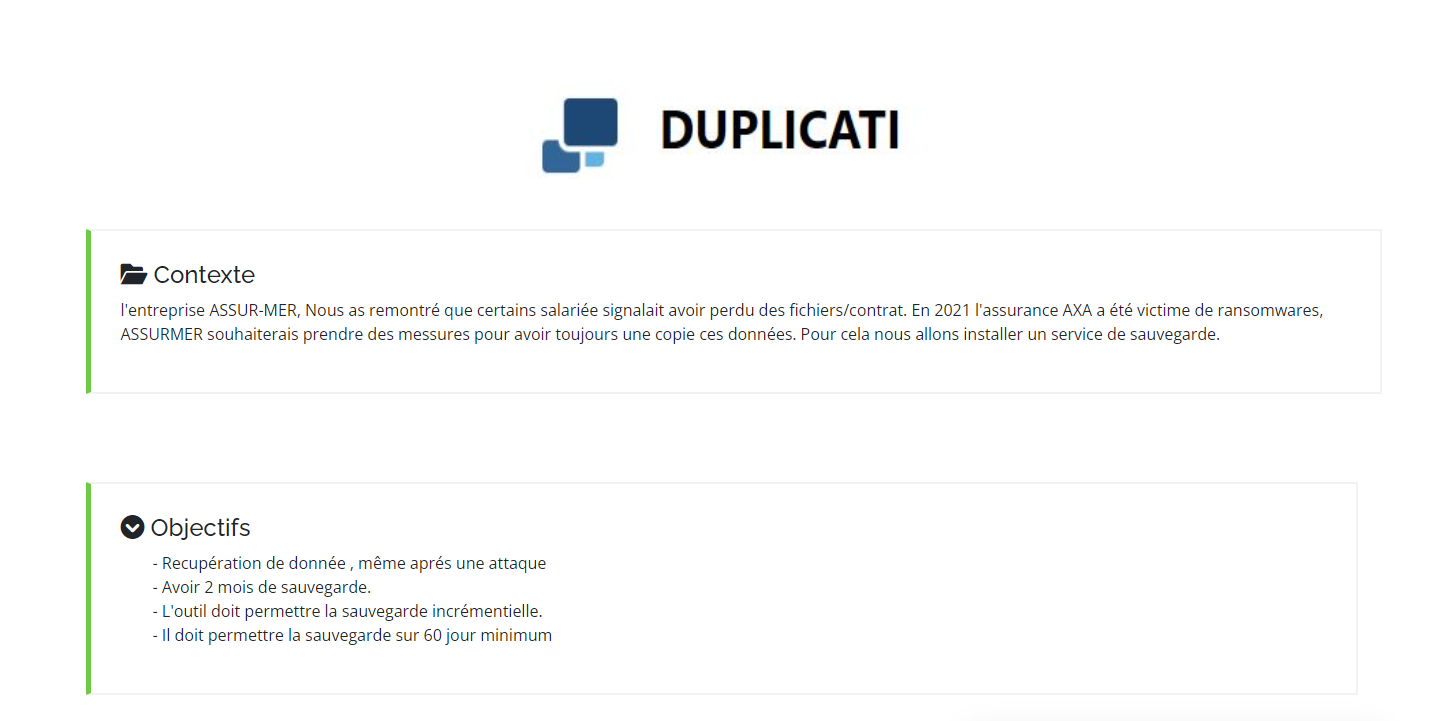 DUPLICATI
Contexte
l'entreprise ASSUR-MER, Nous as remontré que certains salariée signalait avoir perdu des fichiers/contrat. En 2021 l'assurance AXA a été victime de ransomwares,
ASSURMER souhaiterais prendre des messures pour avoir toujours une copie ces données. Pour cela nous allons installer un service de sauvegarde.
Objectifs
- Recupération de donnée , même aprés une attaque
- Avoir 2 mois de sauvegarde.
- L'outil doit permettre la sauvegarde incrémentielle.
- Il doit permettre la sauvegarde sur 60 jour minimum